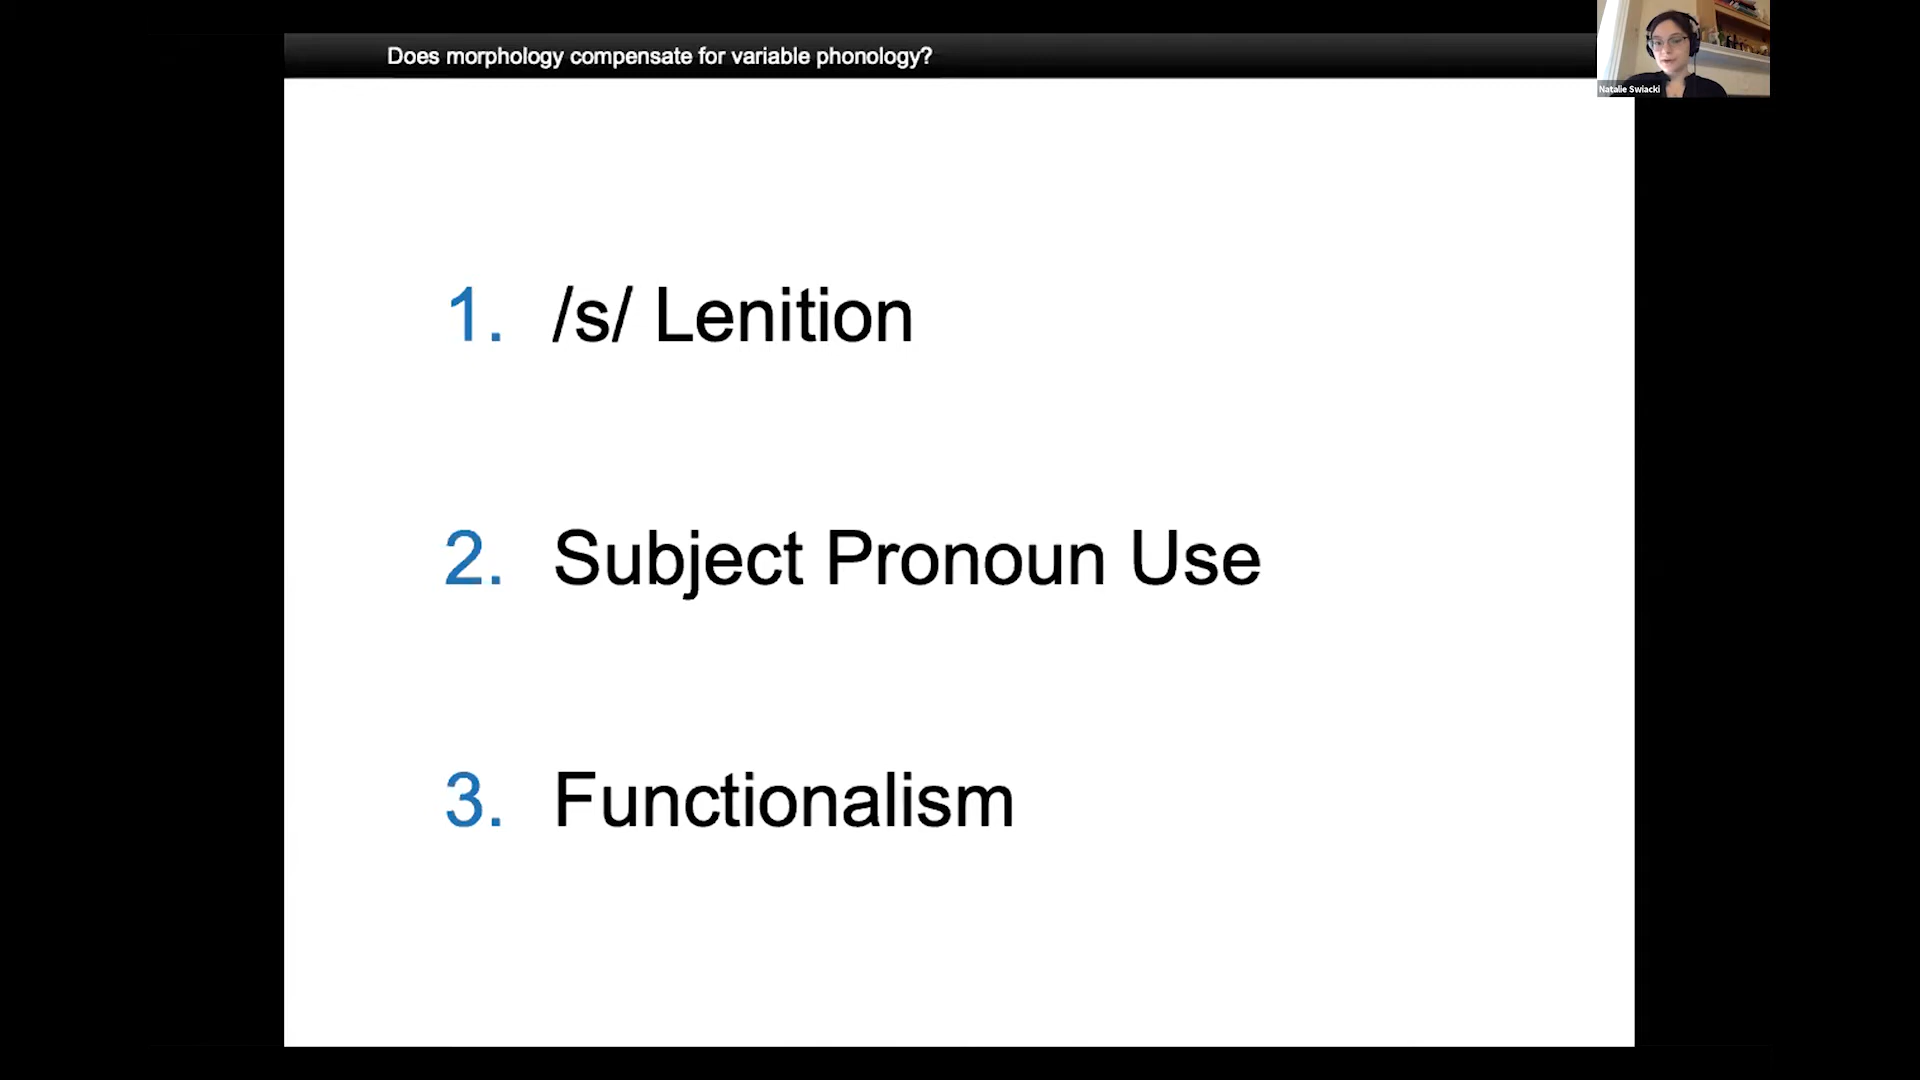 Does morphology compensate for variable phonology?
Natalie Swiacki
1. /s/ Lenition
2. Subject Pronoun Use
3. Functionalism